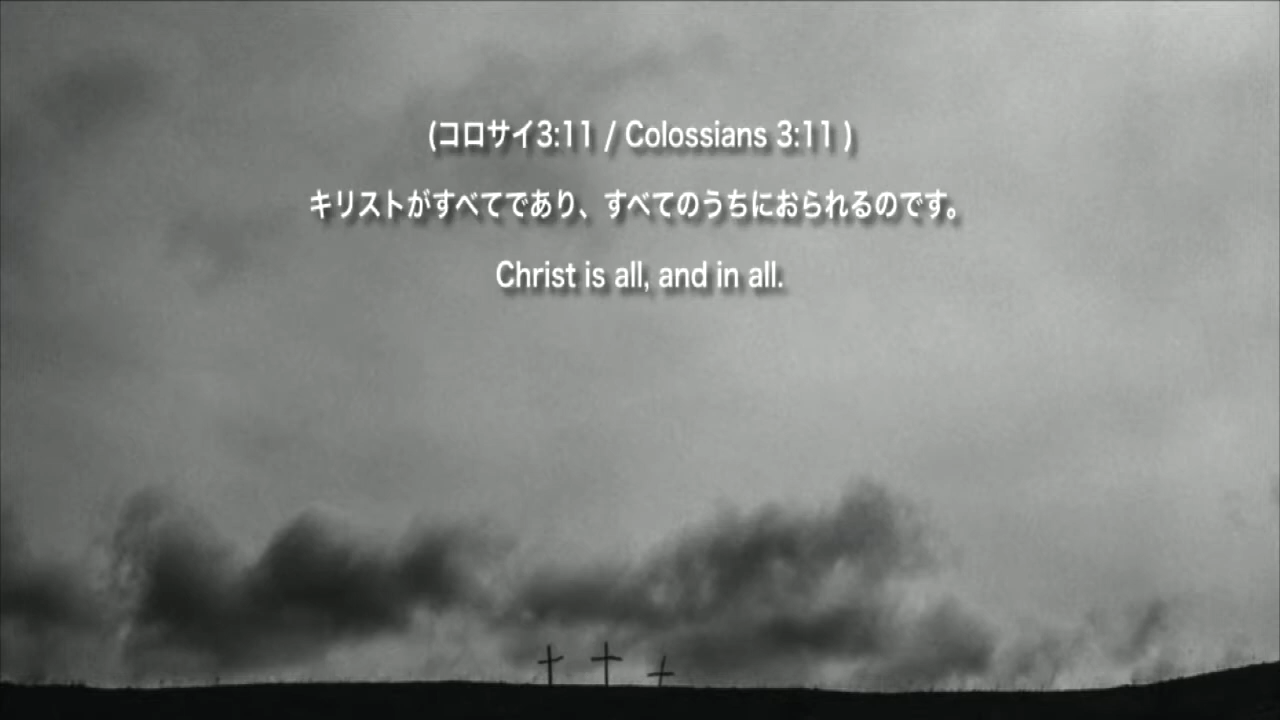 (コロサイ3:11 / Colossians 3:11 )
キリストがすべてであり、すべてのうちにおられるのです。
Christ is all, and in all.